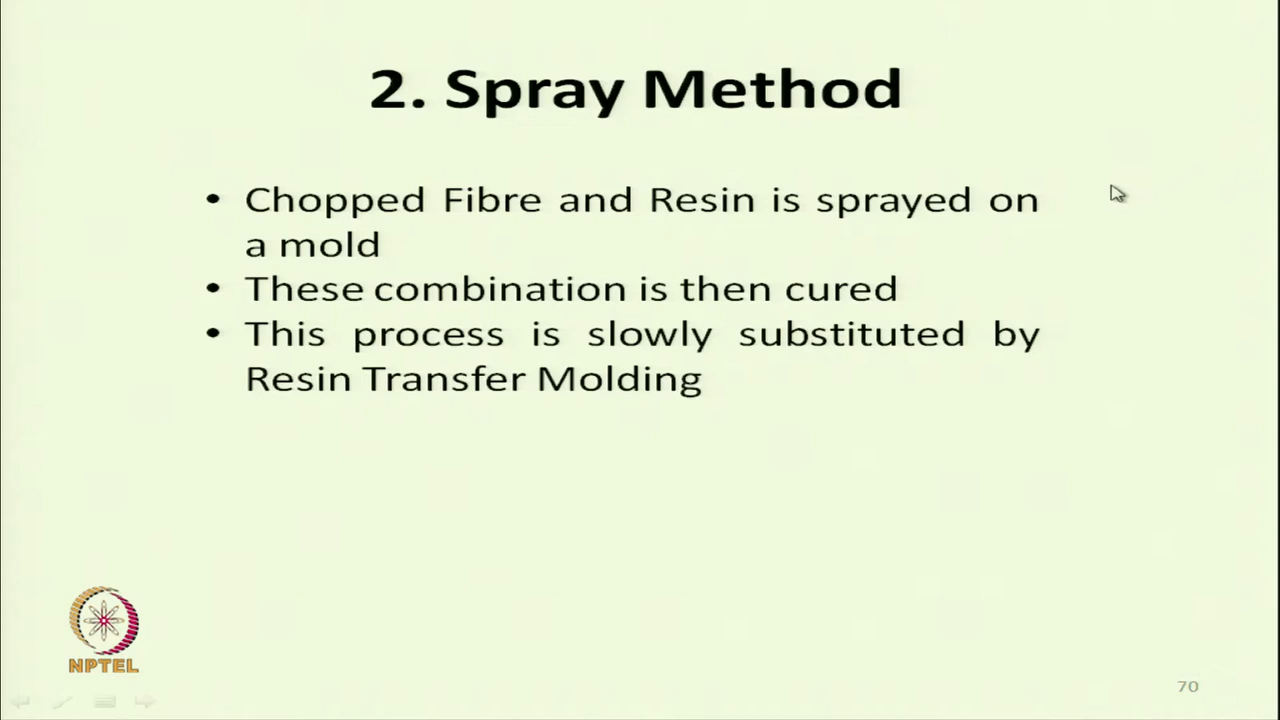 2. Spray Method
• Chopped Fibre and Resin is sprayed on
a mold
• These combination is then cured
• This process is slowly substituted by
Resin Transfer Molding
NPTEL
70